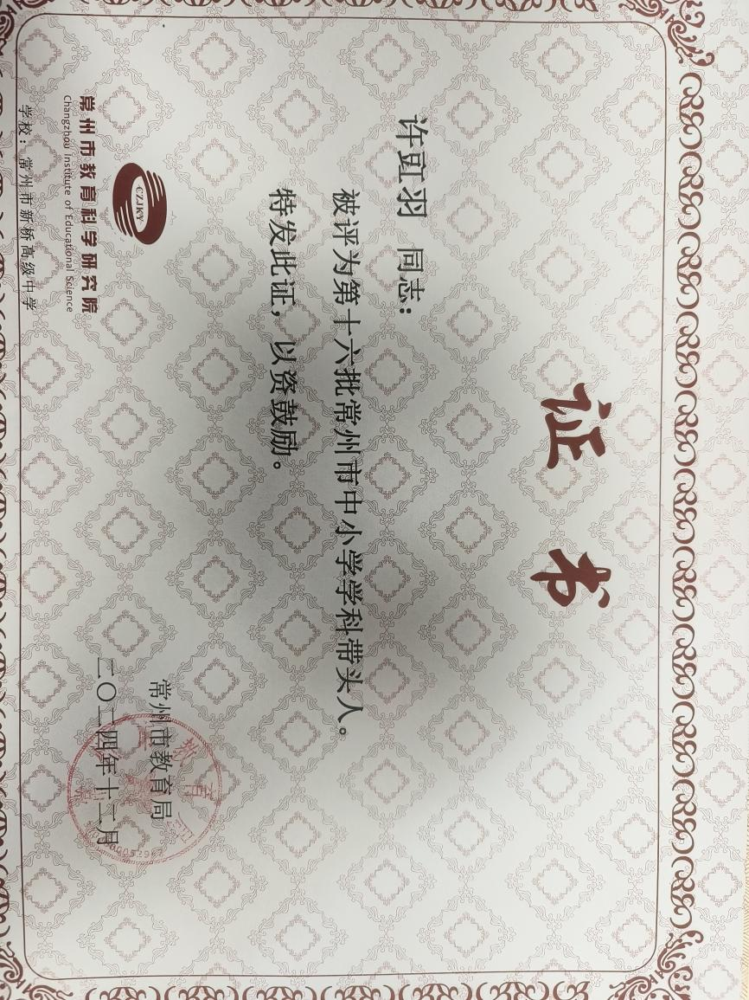 证书
许豇羽 同志：
被评为第十六批常州市中小学学科带头人。
特发此证，以资鼓励。
CZJKY
常州市教育科学研究院
Changzhou Institute of Educational Science
学校：常州市新桥高级中学
常州市教育局
二〇二四年十二月